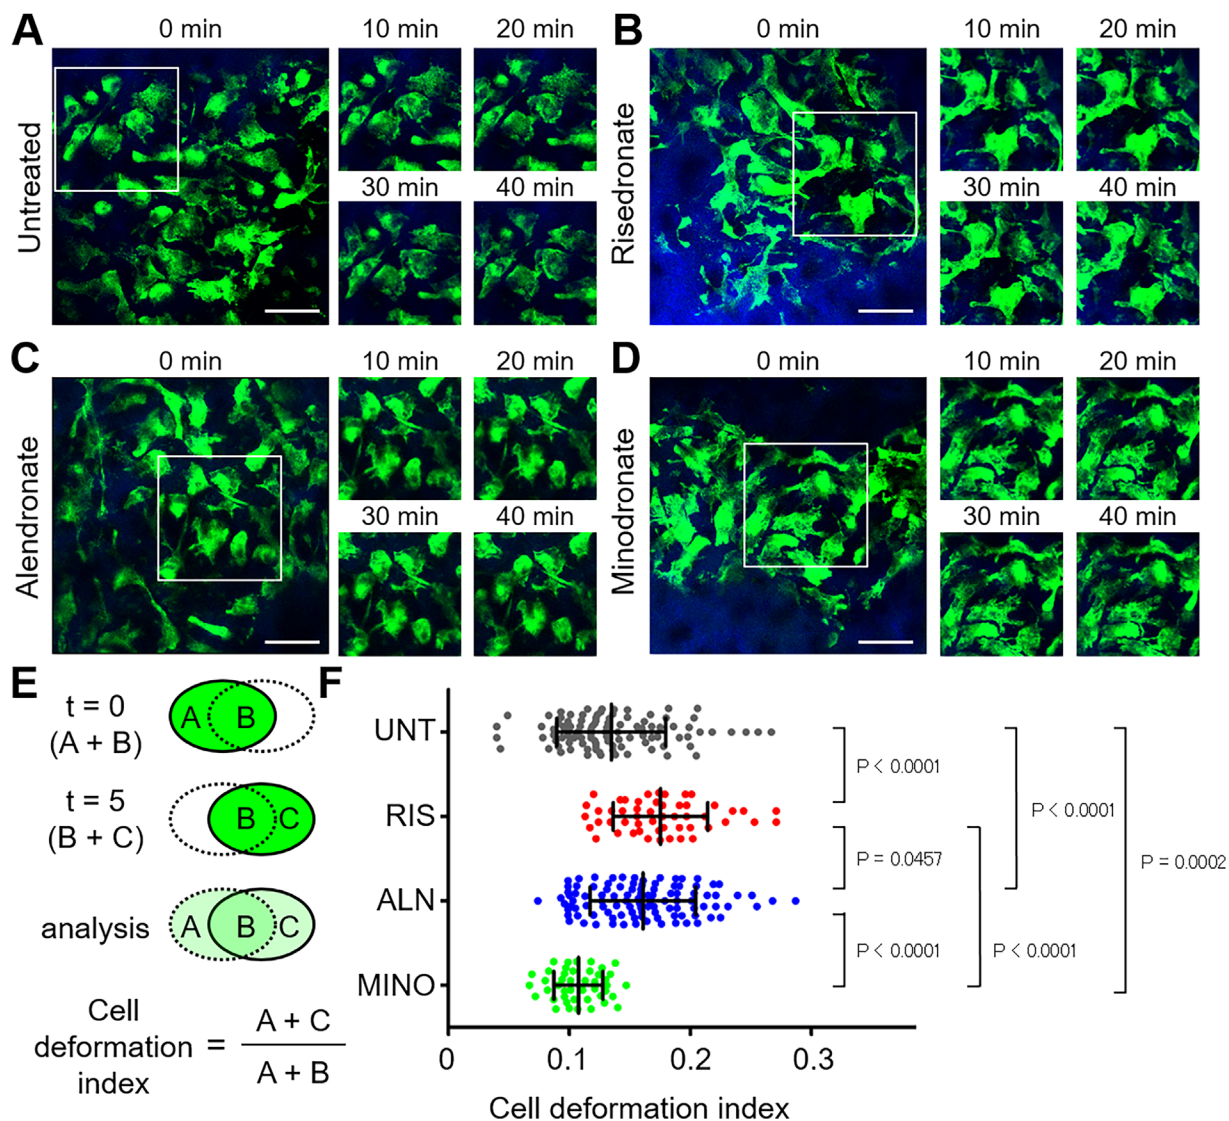 A
0 min
10 min
20 min
Untreated
30 min
40 min
B
0 min
10 min
20 min
Risedronate
30 min
40 min
C
0 min
10 min
20 min
Alendronate
30 min
40 min
D
0 min
10 min
20 min
Minodronate
30 min
40 min
E
t = 0
(A + B)
A B
t = 5
(B + C)
B C
analysis
A B C
Cell
deformation
index
=
A + C
A + B
F
UNT
RIS
ALN
MINO
P < 0.0001
P = 0.0457
P < 0.0001
P < 0.0001
P < 0.0001
P = 0.0002
0 0.1 0.2 0.3
Cell deformation index